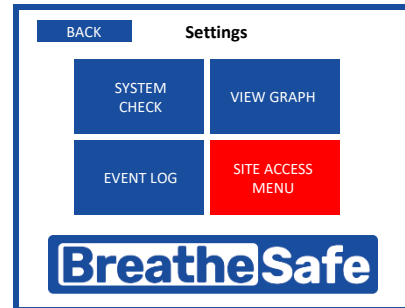 BACK
Settings
SYSTEM
CHECK
VIEW GRAPH
EVENT LOG
SITE ACCESS
MENU
BreatheSafe